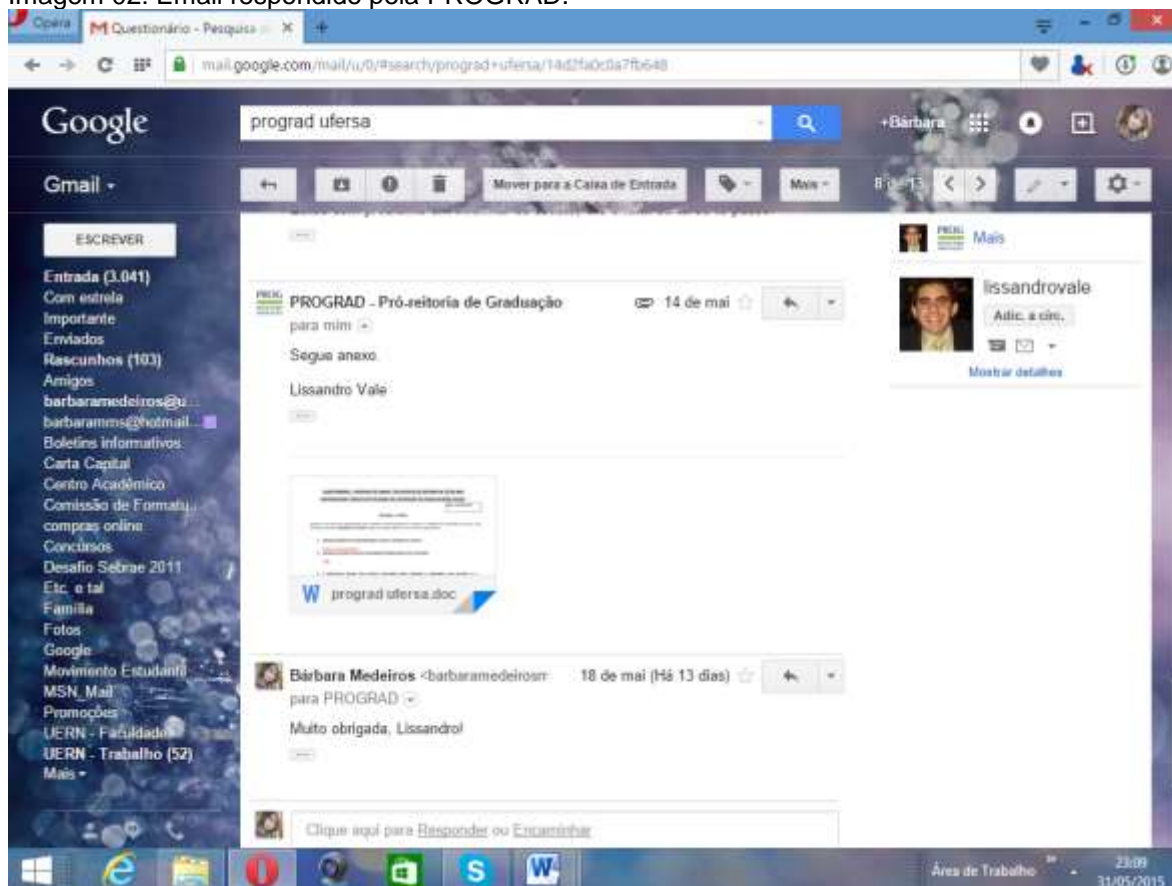 Imagem 02: Email respondido pela PROGRAD.
Opera
Questionário - Pesquisa
mail.google.com/mail/u/0/#search/prograd+ufersa/14d2fa0c0a7fb648
Google
prograd ufersa
+Bárbara
Gmail
Mover para a Caixa de Entrada
Mais
ESCREVER
Mais
Entrada (3.041)
Com estrela
Importante
Enviados
Rascunhos (103)
Amigos
barbaramedeiros@u...
barbaramms@hotmail...
Boletins informativos
Carta Capital
Centro Acadêmico
Comissão de Formatu...
compras online
Concursos
Desafio Sebrae 2011
Etc. e tal
Família
Fotos
Google
Movimento Estudantil
MSN_Mail
Promoções
UERN - Faculdade
UERN - Trabalho (52)
Mais
PROGRAD - Pró-reitoria de Graduação
14 de mai
para mim
Segue anexo.
Lissandro Vale
prograd ufersa.doc
Bárbara Medeiros <barbaramedeirosm
18 de mai (Há 13 dias)
para PROGRAD
Muito obrigada, Lissandro!
Clique aqui para Responder ou Encaminhar
lissandrovale
Adic. a circ.
Mostrar detalhes
Área de Trabalho
23:09
31/05/2015